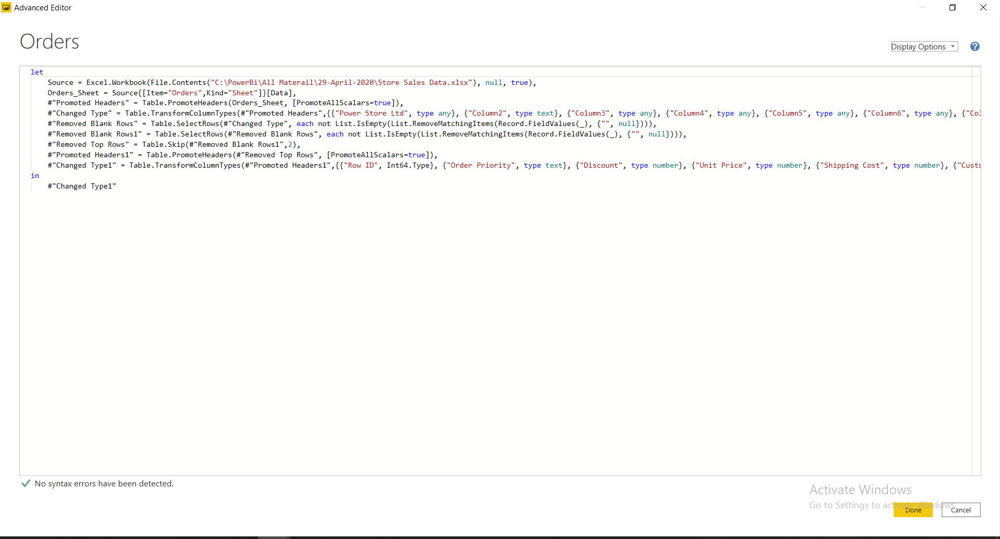 Advanced Editor
Orders
Display Options
?
let
Source = Excel.Workbook(File.Contents("C:\PowerBi\All Materail\29-April-2020\Store Sales Data.xlsx"), null, true),
Orders_Sheet = Source{[Item="Orders",Kind="Sheet"]}[Data],
#"Promoted Headers" = Table.PromoteHeaders(Orders_Sheet, [PromoteAllScalars=true]),
#"Changed Type" = Table.TransformColumnTypes(#"Promoted Headers",{{"Power Store Ltd", type any}, {"Column2", type text}, {"Column3", type any}, {"Column4", type any}, {"Column5", type any}, {"Column6", type any}, {"Col
#"Removed Blank Rows" = Table.SelectRows(#"Changed Type", each not List.IsEmpty(List.RemoveMatchingItems(Record.FieldValues(_), {"", null}))),
#"Removed Blank Rows1" = Table.SelectRows(#"Removed Blank Rows", each not List.IsEmpty(List.RemoveMatchingItems(Record.FieldValues(_), {"", null}))),
#"Removed Top Rows" = Table.Skip(#"Removed Blank Rows1",2),
#"Promoted Headers1" = Table.PromoteHeaders(#"Removed Top Rows", [PromoteAllScalars=true]),
#"Changed Type1" = Table.TransformColumnTypes(#"Promoted Headers1",{{"Row ID", Int64.Type}, {"Order Priority", type text}, {"Discount", type number}, {"Unit Price", type number}, {"Shipping Cost", type number}, {"Custo
in
#"Changed Type1"
No syntax errors have been detected.
Activate Windows
Go to Settings to activate Windows.
Done
Cancel